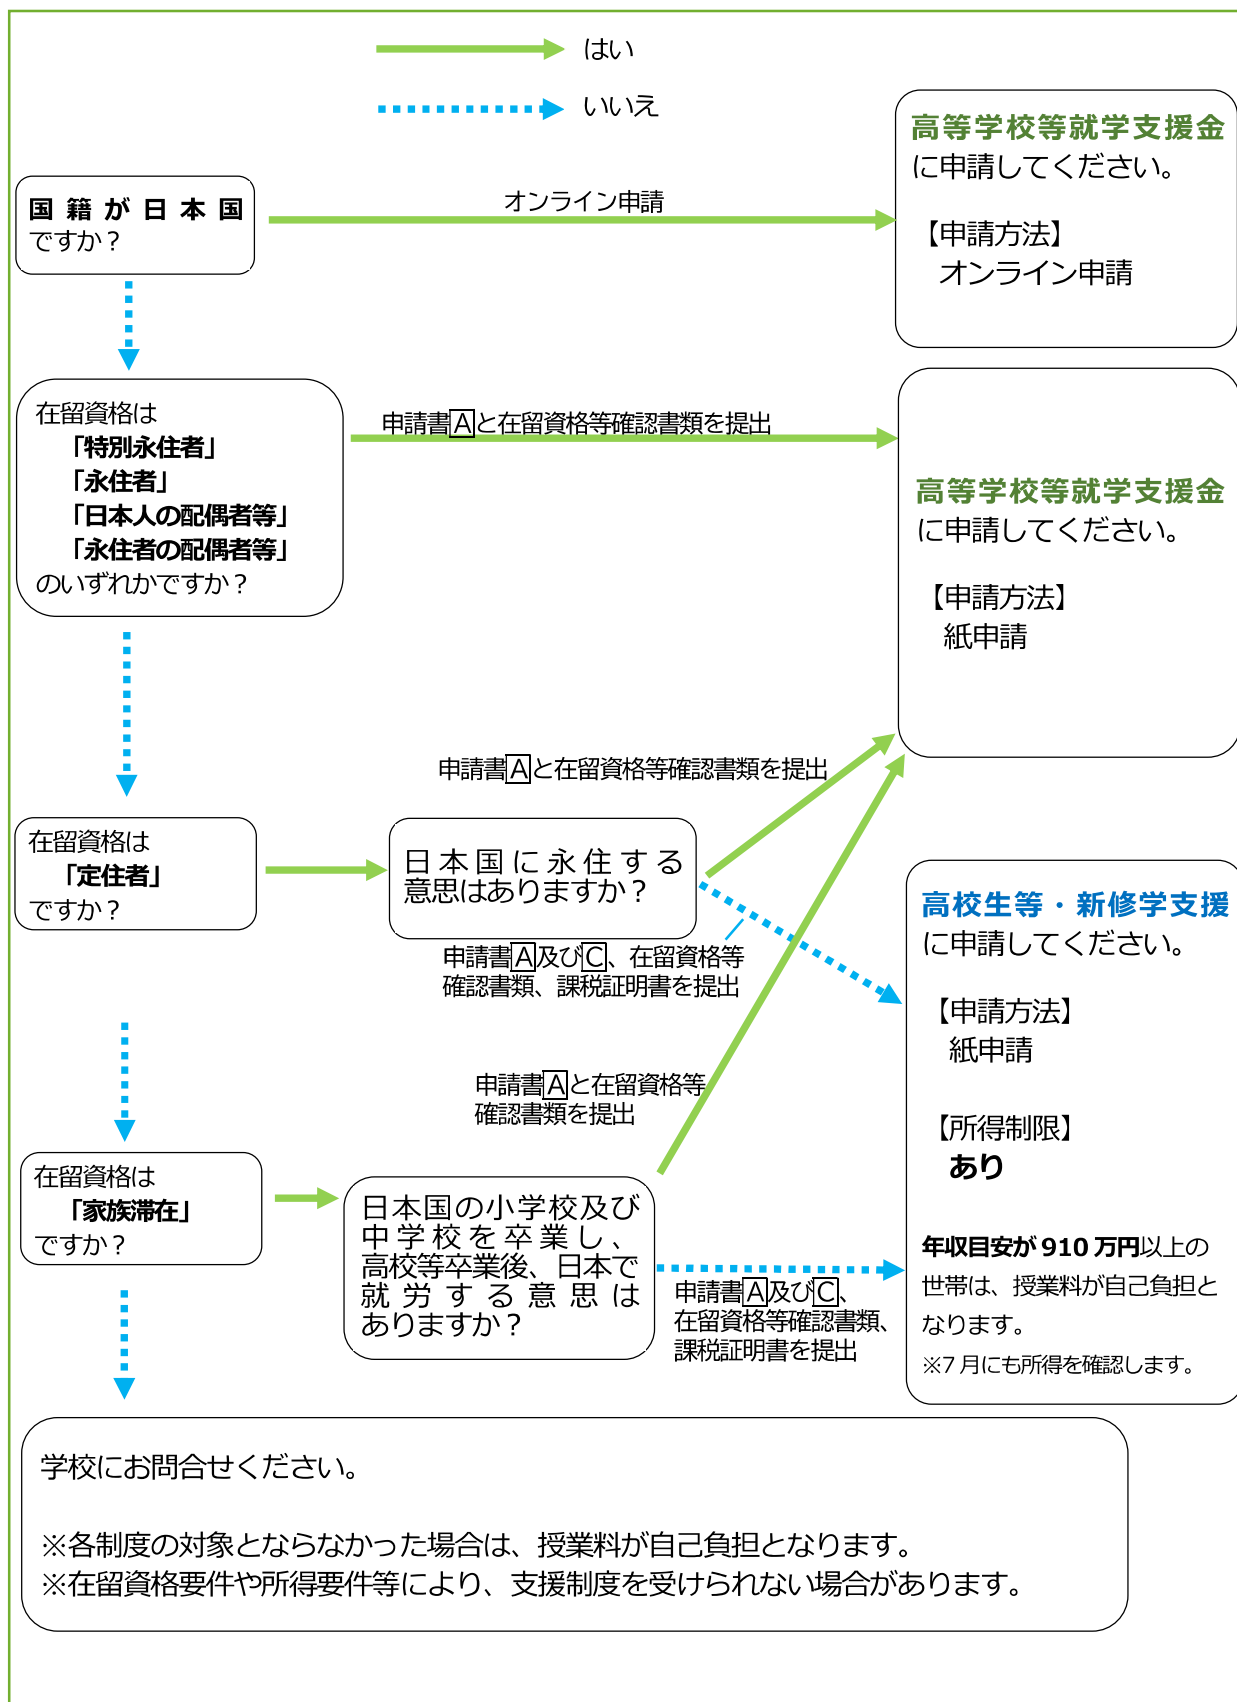 はい
いいえ
国籍が日本国
ですか？
オンライン申請
高等学校等就学支援金
に申請してください。
【申請方法】
オンライン申請
在留資格は
「特別永住者」
「永住者」
「日本人の配偶者等」
「永住者の配偶者等」
のいずれかですか？
申請書Aと在留資格等確認書類を提出
高等学校等就学支援金
に申請してください。
【申請方法】
紙申請
申請書Aと在留資格等確認書類を提出
在留資格は
「定住者」
ですか？
日本国に永住する
意思はありますか？
申請書A及びC、在留資格等
確認書類、課税証明書を提出
高校生等・新修学支援
に申請してください。
【申請方法】
紙申請
【所得制限】
あり
年収目安が910万円以上の
世帯は、授業料が自己負担と
なります。
※7月にも所得を確認します。
申請書Aと在留資格等
確認書類を提出
在留資格は
「家族滞在」
ですか？
日本国の小学校及び
中学校を卒業し、
高校等卒業後、日本で
就労する意思は
ありますか？
申請書A及びC、
在留資格等確認書類、
課税証明書を提出
学校にお問合せください。
※各制度の対象とならなかった場合は、授業料が自己負担となります。
※在留資格要件や所得要件等により、支援制度を受けられない場合があります。